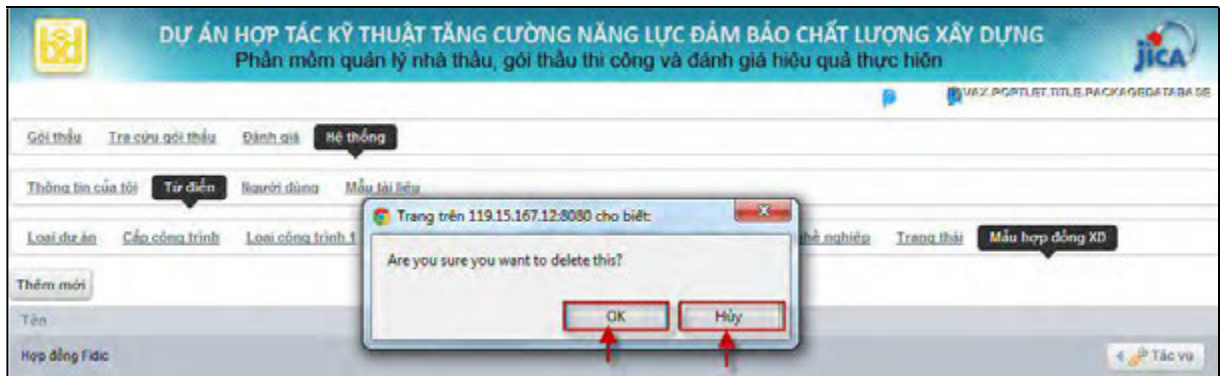 DỰ ÁN HỢP TÁC KỸ THUẬT TĂNG CƯỜNG NĂNG LỰC ĐẢM BẢO CHẤT LƯỢNG XÂY DỰNG
Phần mềm quản lý nhà thầu, gói thầu thi công và đánh giá hiệu quả thực hiện
jica
VAX.PORTLET.TITLE.PACKAGEDATABASE
Gói thầu Tra cứu gói thầu Đánh giá Hệ thống
Thông tin của tôi Từ điển Người dùng Mẫu tài liệu
Trang trên 119.15.167.12:8080 cho biết:
Loại dự án Cấp công trình Loại công trình 1 nghề nghiệp Trạng thái Mẫu hợp đồng XD
Are you sure you want to delete this?
Thêm mới
OK Hủy
Tên
Hợp đồng Fidic Tác vụ